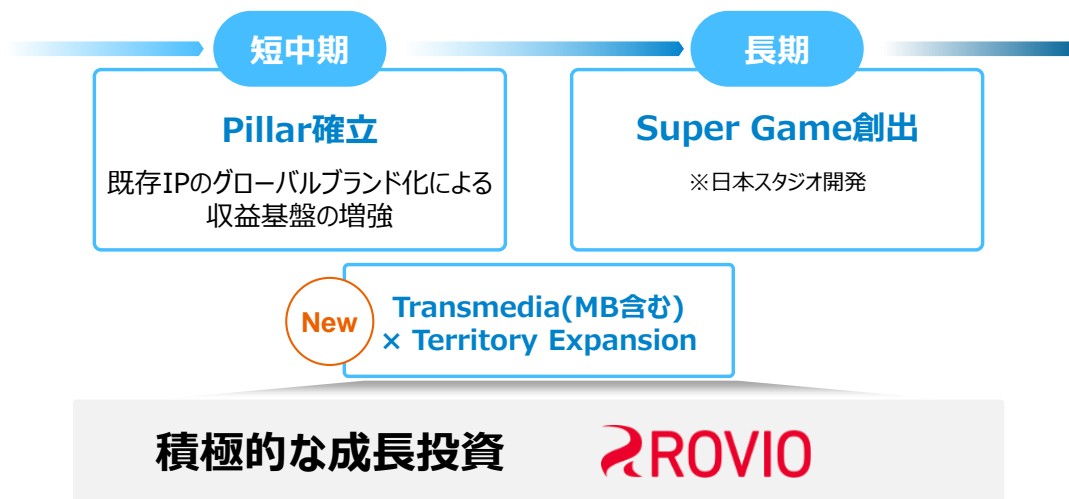 短中期
Pillar確立
既存IPのグローバルブランド化による
収益基盤の増強
長期
Super Game創出
※日本スタジオ開発
New
Transmedia(MB含む)
× Territory Expansion
積極的な成長投資
ROVIO